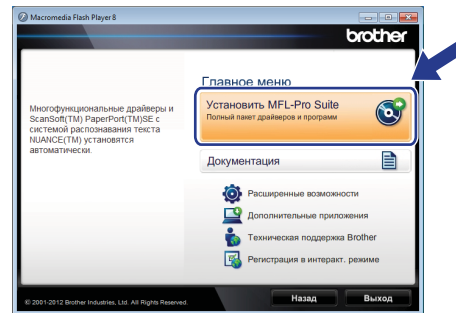 Macromedia Flash Player 8
brother
Главное меню
Многофункциональные драйверы и
ScanSoft(TM) PaperPort(TM)SE с
системой распознавания текста
NUANCE(TM) установятся
автоматически.
Установить MFL-Pro Suite
Полный пакет драйверов и программ
Документация
Расширенные возможности
Дополнительные приложения
Техническая поддержка Brother
Регистрация в интеракт. режиме
© 2001-2012 Brother Industries, Ltd. All Rights Reserved.
Назад
Выход